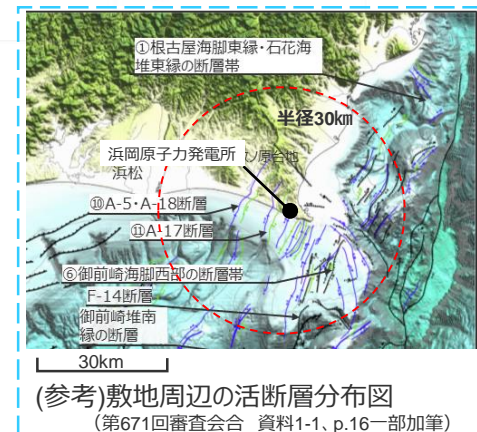 ①根古屋海脚東縁・石花海
堆東縁の断層帯
半径30㎞
浜岡原子力発電所
ノ原台地
浜松
⑩A-5・A-18断層
⑪A-17断層
⑥御前崎海脚西部の断層帯
F-14断層
御前崎堆南
縁の断層
30km
(参考)敷地周辺の活断層分布図
(第671回審査会合 資料1-1、p.16一部加筆)